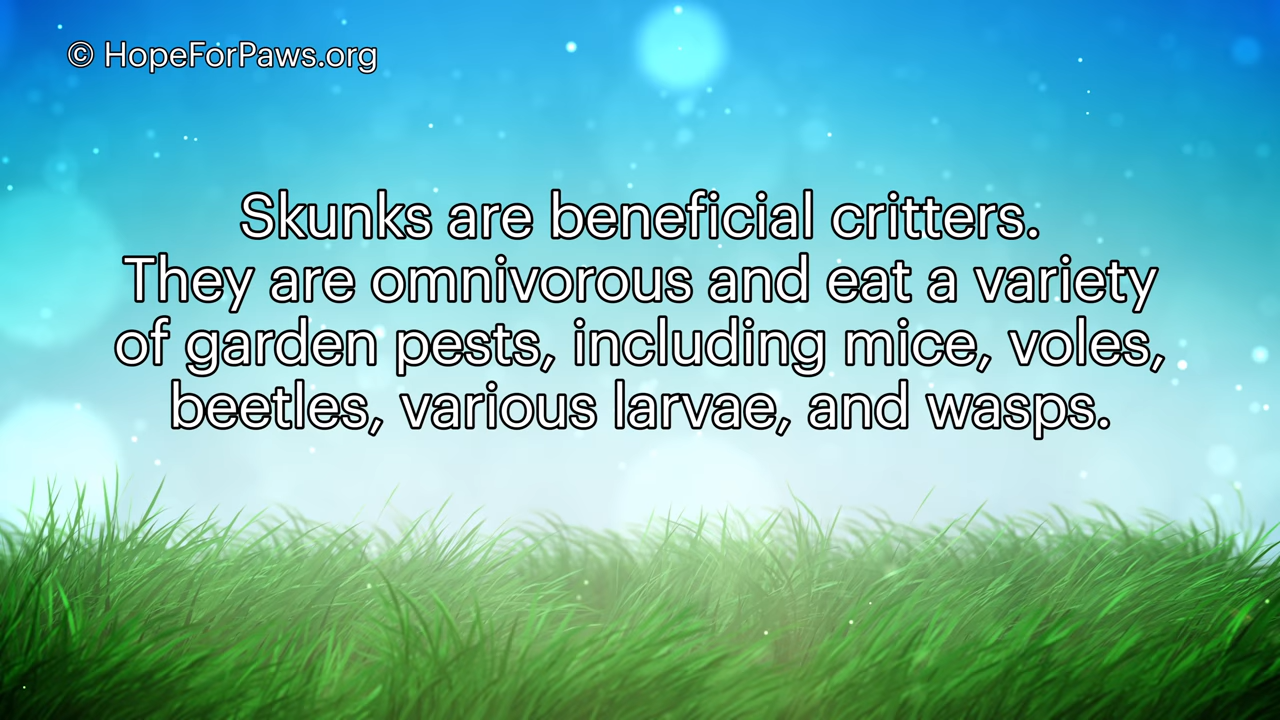 © HopeForPaws.org
Skunks are beneficial critters.
They are omnivorous and eat a variety
of garden pests, including mice, voles,
beetles, various larvae, and wasps.